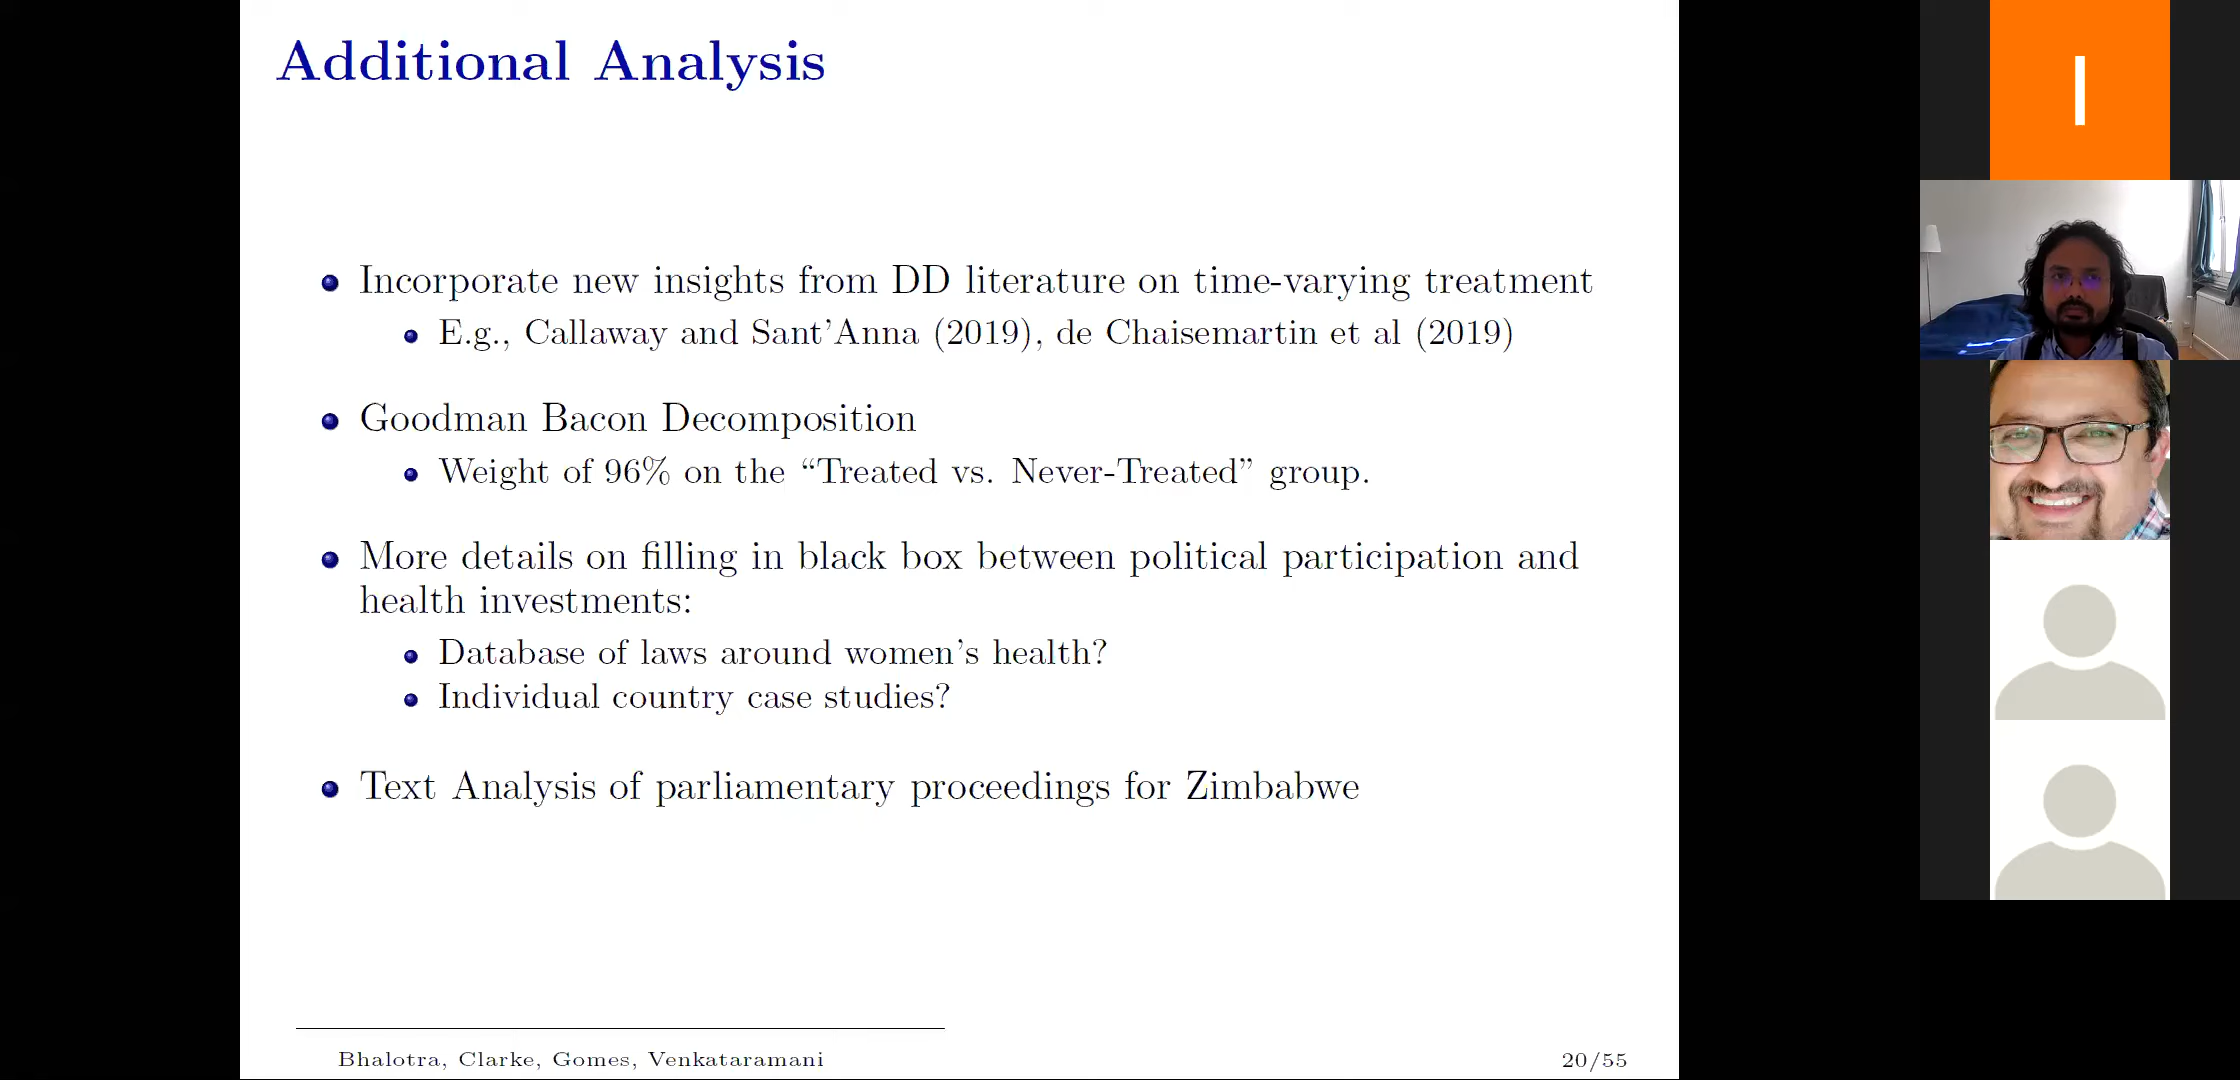 Additional Analysis
Incorporate new insights from DD literature on time-varying treatment
E.g., Callaway and Sant'Anna (2019), de Chaisemartin et al (2019)
Goodman Bacon Decomposition
Weight of 96% on the “Treated vs. Never-Treated” group.
More details on filling in black box between political participation and
health investments:
Database of laws around women's health?
Individual country case studies?
Text Analysis of parliamentary proceedings for Zimbabwe
Bhalotra, Clarke, Gomes, Venkataramani
20/55
I